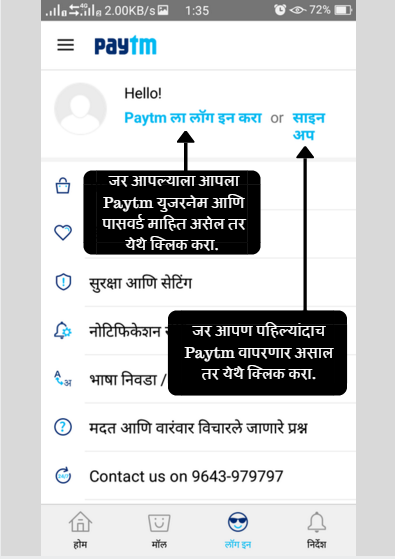 4G 2.00KB/s 1:35 72%
paytm
Hello!
Paytm ला लॉग इन करा or साइन
अप
जर आपल्याला आपला
Paytm युजरनेम आणि
पासवर्ड माहित असेल तर
येथे क्लिक करा.
सुरक्षा आणि सेटिंग
नोटिफिकेशन
जर आपण पहिल्यांदाच
Paytm वापरणार असाल
तर येथे क्लिक करा.
भाषा निवडा /
मदत आणि वारंवार विचारले जाणारे प्रश्न
24x7 Contact us on 9643-979797
होम मॉल लॉग इन निर्देश